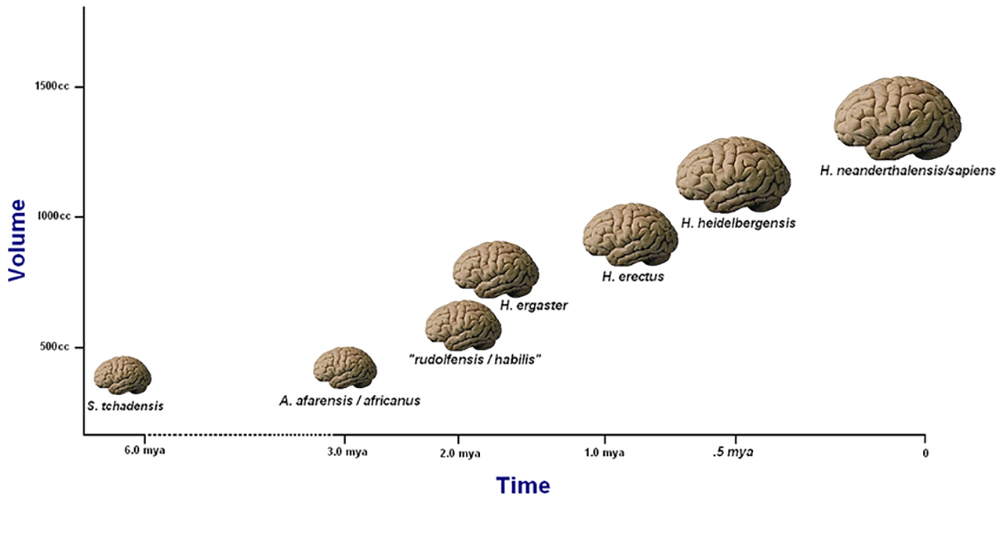 Volume
1500cc
1000cc
500cc
H. neanderthalensis/sapiens
H. heidelbergensis
H. erectus
H. ergaster
"rudolfensis / habilis"
A. afarensis / africanus
S. tchadensis
6.0 mya
3.0 mya
2.0 mya
1.0 mya
.5 mya
0
Time